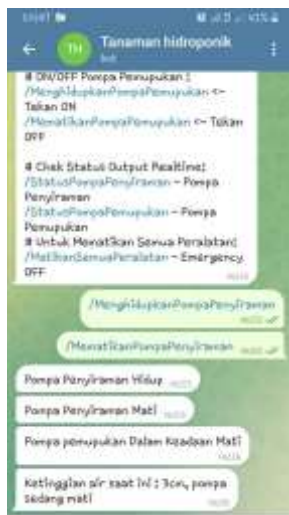 TH
Tanaman hidroponik
bot
# ON/OFF Pompa Pemupukan :
/MenghidupkanPompaPemupukan <-
Tekan ON
/MematikanPompaPemupukan <- Tekan
OFF
# Chek Status Output Realtime:
/StatusPompaPenyiraman - Pompa
Penyiraman
/StatusPompaPemupukan - Pompa
Pemupukan
# Untuk Mematikan Semua Peralatan:
/MatikanSemuaPeralatan - Emergency
OFF
/MenghidupkanPompaPenyiraman
/MematikanPompaPenyiraman
Pompa Penyiraman Hidup
Pompa Penyiraman Mati
Pompa pemupukan Dalam Keadaan Mati
Ketinggian air saat ini : 3cm, pompa
sedang mati